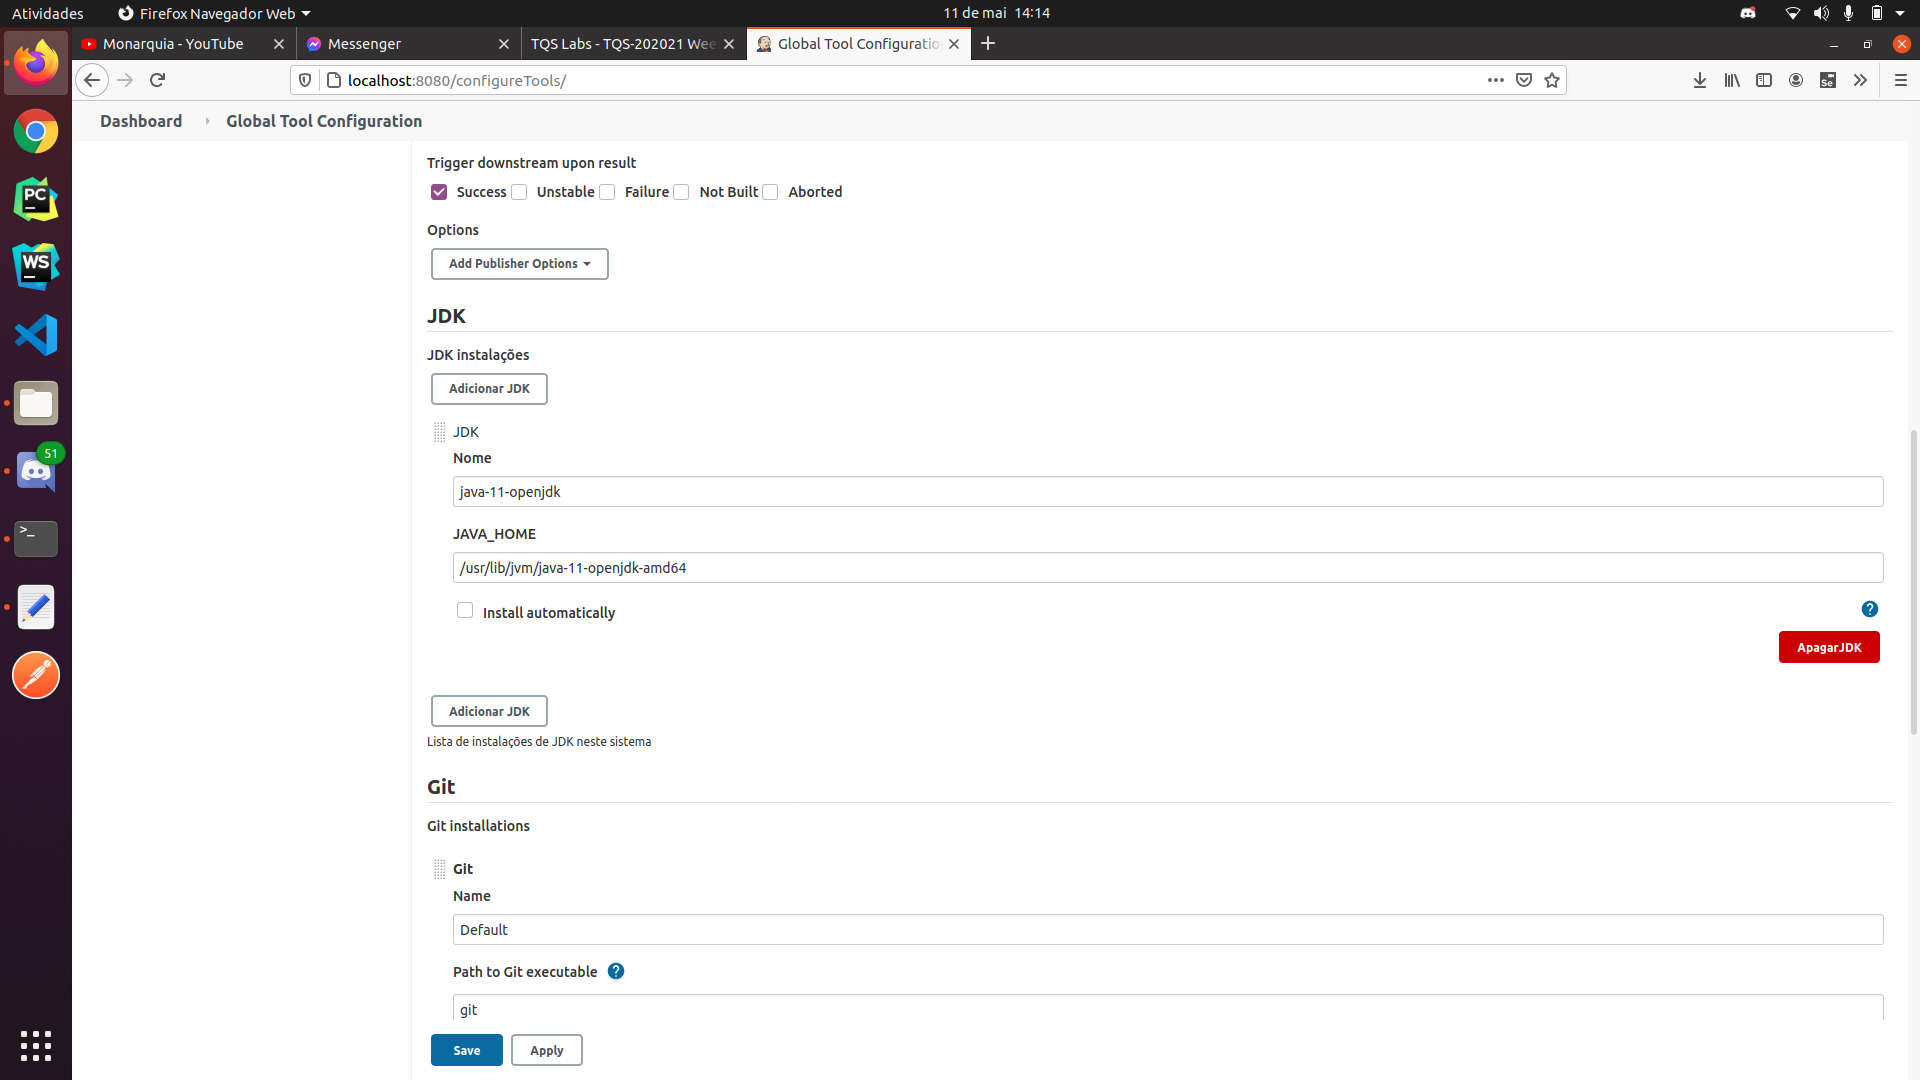 Atividades
Firefox Navegador Web
11 de mai 14:14
Monarquia - YouTube
Messenger
TQS Labs - TQS-202021 Wee
Global Tool Configuratio
localhost:8080/configureTools/
Se
Dashboard
Global Tool Configuration
PC
WS
51
>_
Trigger downstream upon result
Success Unstable Failure Not Built Aborted
Options
Add Publisher Options
JDK
JDK instalações
Adicionar JDK
JDK
Nome
java-11-openjdk
JAVA_HOME
/usr/lib/jvm/java-11-openjdk-amd64
Install automatically
?
ApagarJDK
Adicionar JDK
Lista de instalações de JDK neste sistema
Git
Git installations
Git
Name
Default
Path to Git executable ?
git
Save Apply